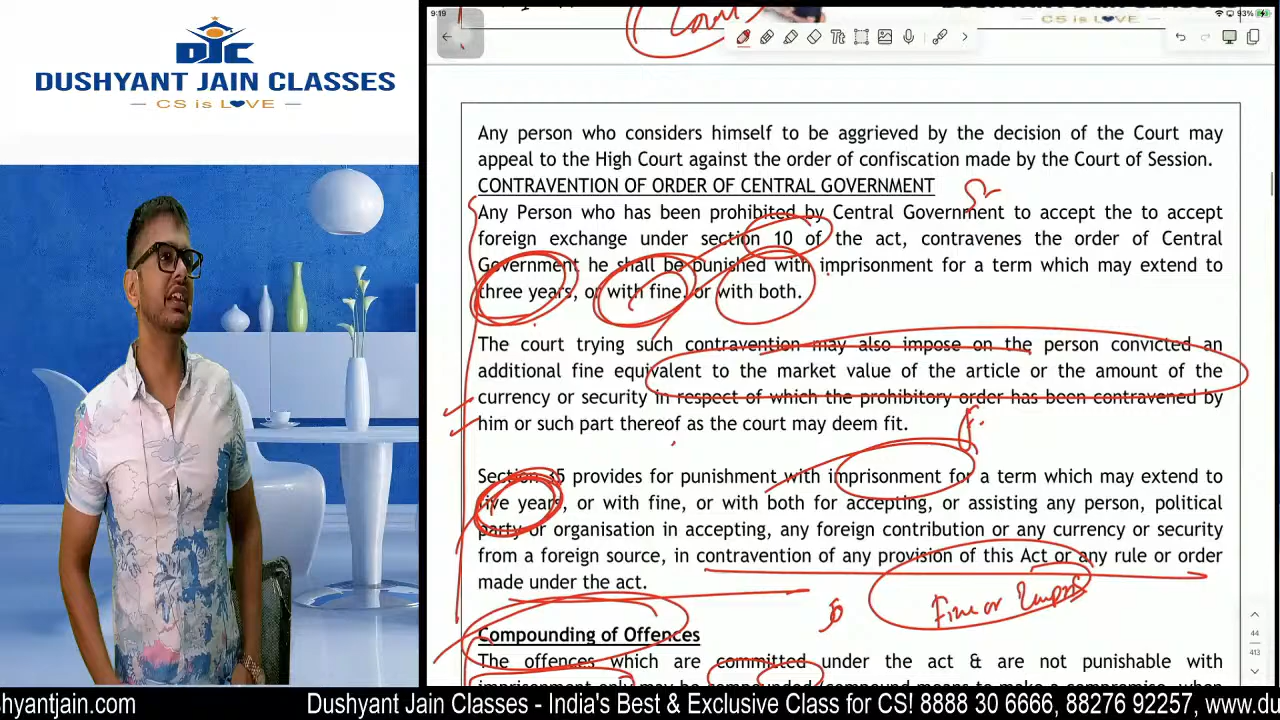 9:19
93%
DJC
DUSHYANT JAIN CLASSES
CS is LOVE
CS is LOVE
Any person who considers himself to be aggrieved by the decision of the Court may
appeal to the High Court against the order of confiscation made by the Court of Session.
CONTRAVENTION OF ORDER OF CENTRAL GOVERNMENT
Any Person who has been prohibited by Central Government to accept the to accept
foreign exchange under section 10 of the act, contravenes the order of Central
Government he shall be punished with imprisonment for a term which may extend to
three years, or with fine, or with both.
The court trying such contravention may also impose on the person convicted an
additional fine equivalent to the market value of the article or the amount of the
currency or security in respect of which the prohibitory order has been contravened by
him or such part thereof as the court may deem fit.
Section 35 provides for punishment with imprisonment for a term which may extend to
five years, or with fine, or with both for accepting, or assisting any person, political
party or organisation in accepting, any foreign contribution or any currency or security
from a foreign source, in contravention of any provision of this Act or any rule or order
made under the act.
Fine or
Compounding of Offences
The offences which are committed under the act & are not punishable with
44
413
shyantjain.com
Dushyant Jain Classes - India's Best & Exclusive Class for CS! 8888 30 6666, 88276 92257, www.du